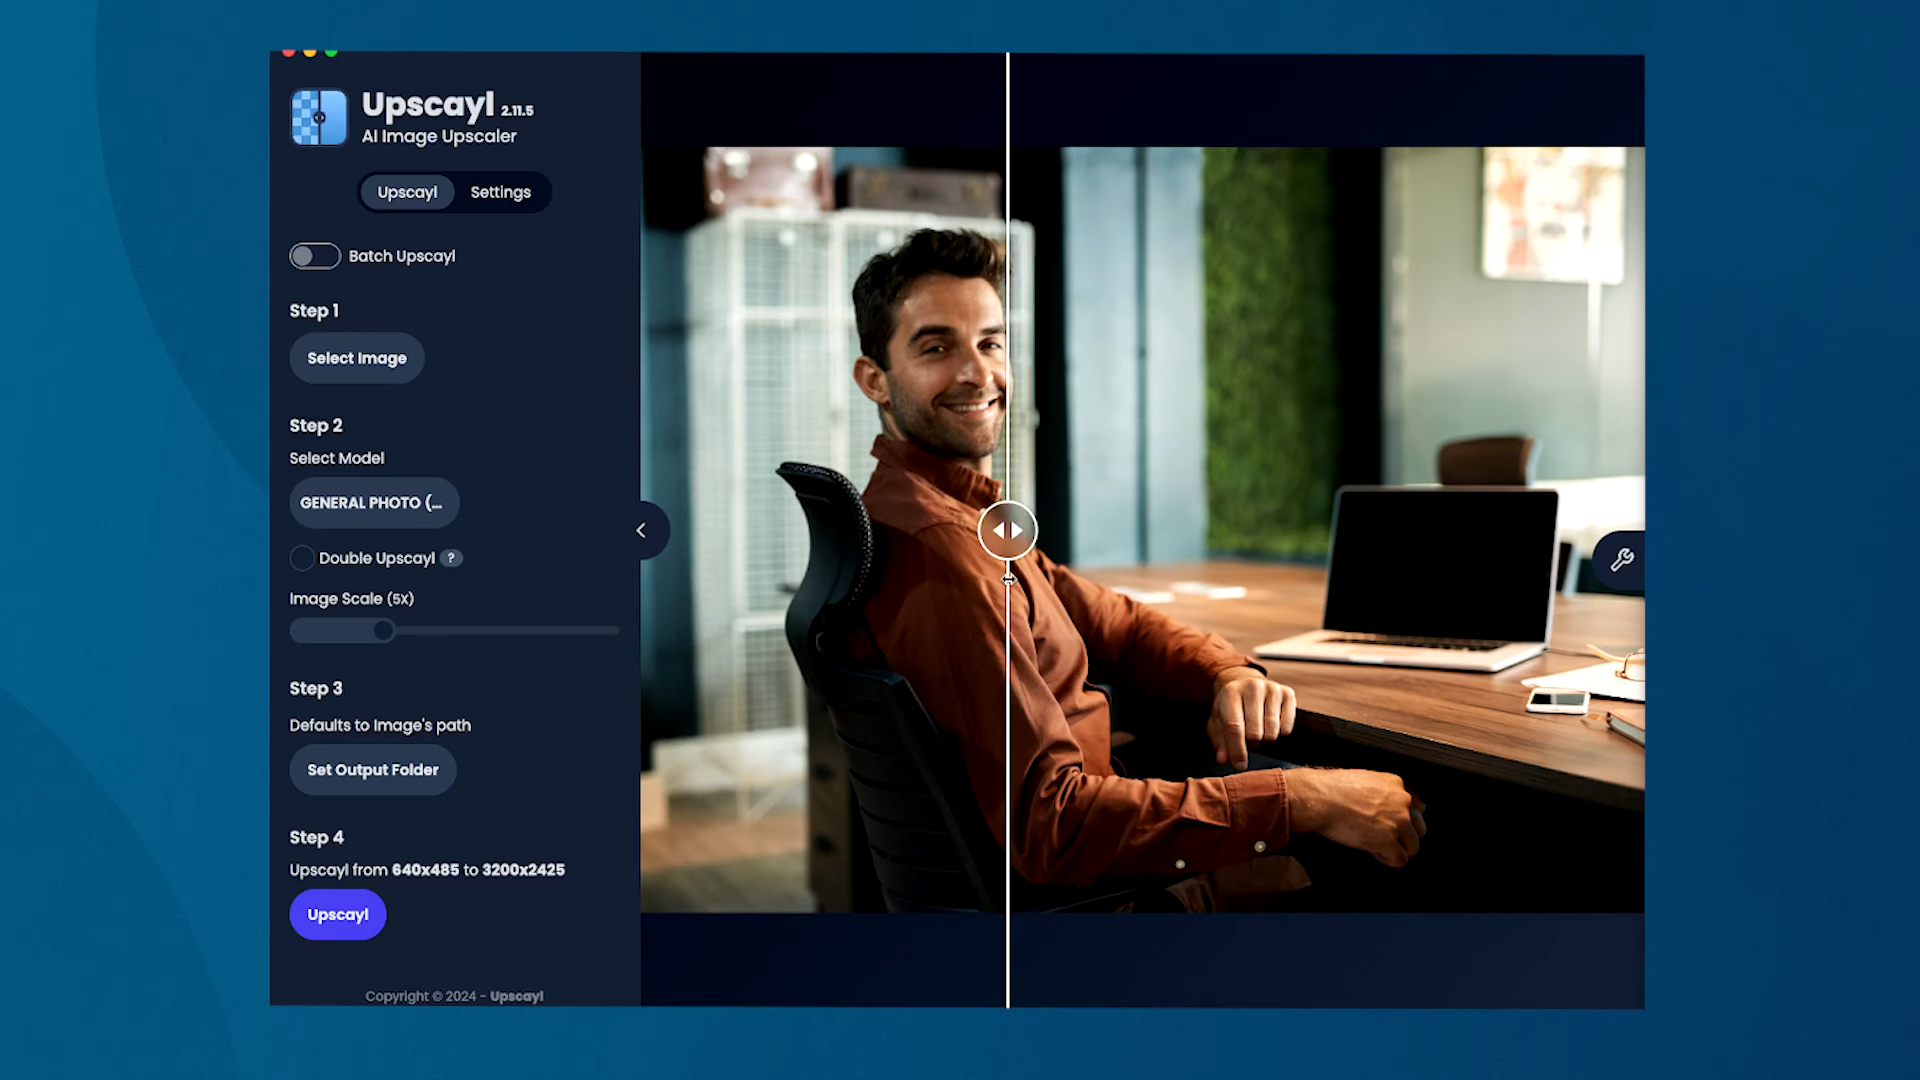 Upscayl 2.11.5
AI Image Upscaler
Upscayl Settings
Batch Upscayl
Step 1
Select Image
Step 2
Select Model
GENERAL PHOTO (...
Double Upscayl ?
Image Scale (5X)
Step 3
Defaults to Image's path
Set Output Folder
Step 4
Upscayl from 640x485 to 3200x2425
Upscayl
Copyright © 2024 - Upscayl